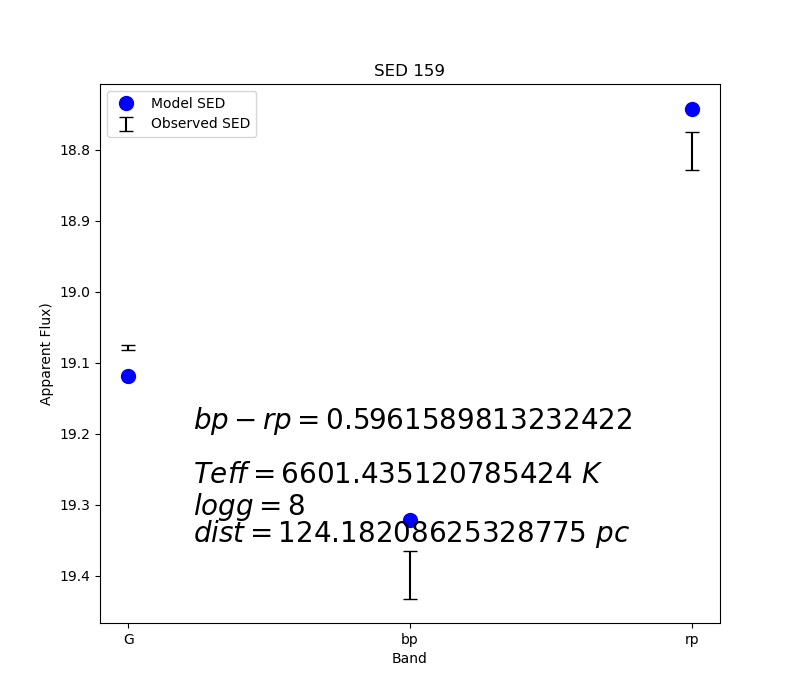 SED 159
Model SED
Observed SED
18.8
18.9
19.0
19.1
19.2
19.3
19.4
Apparent Flux)
bp − rp = 0.5961589813232422
Teff = 6601.435120785424 K
logg = 8
dist = 124.18208625328775 pc
G bp rp
Band